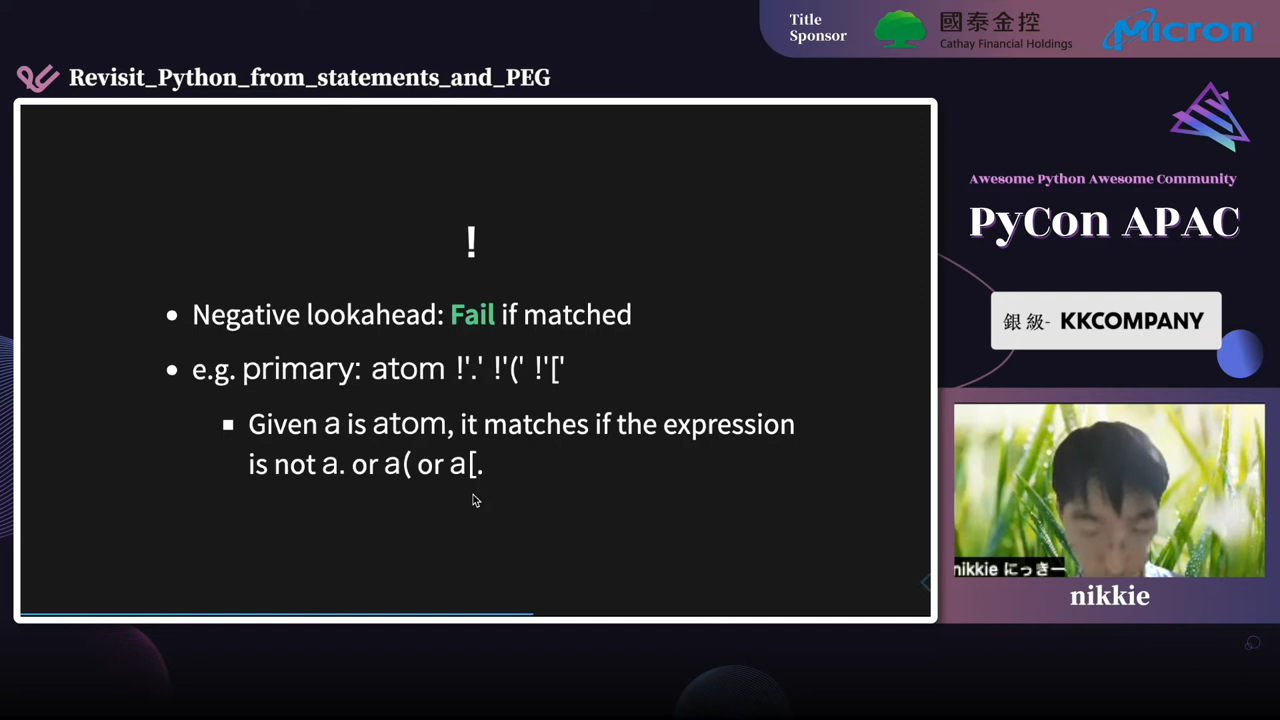 Title
Sponsor
國泰金控
Cathay Financial Holdings
Micron
Revisit_Python_from_statements_and_PEG
!
• Negative lookahead: Fail if matched
• e.g. primary: atom !'.' !'(' !'['
▪ Given a is atom, it matches if the expression
is not a. or a( or a[.
Awesome Python Awesome Community
PyCon APAC
銀級- KKCOMPANY
nikkie にっきー
nikkie